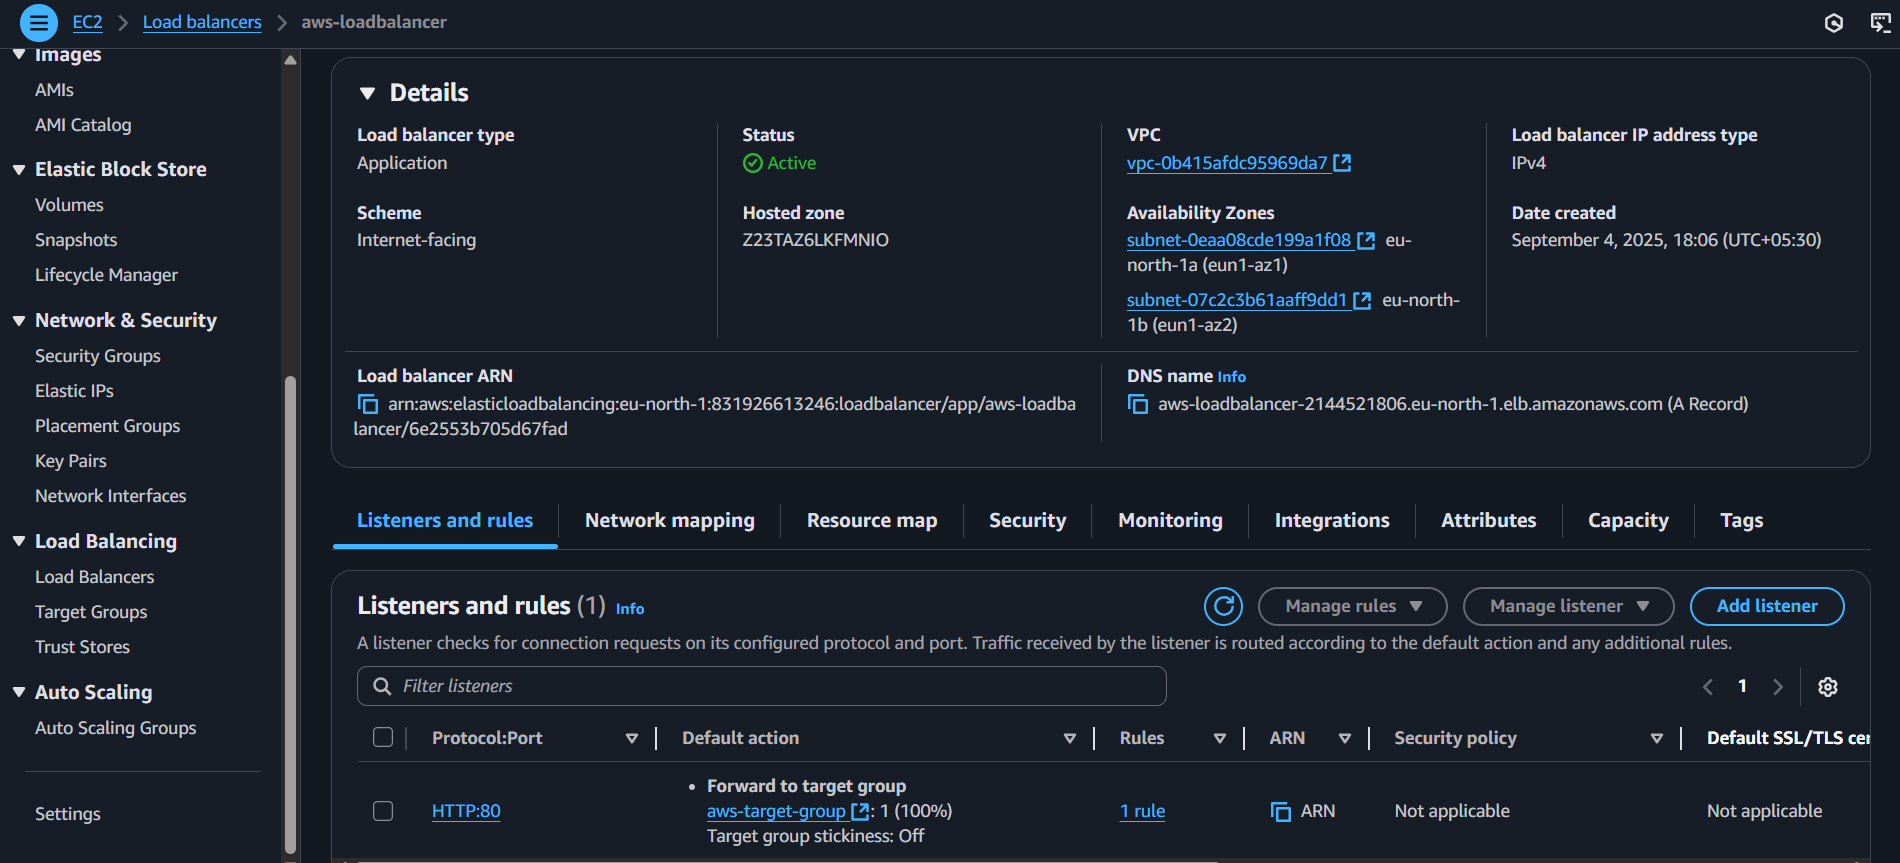 EC2 > Load balancers > aws-loadbalancer
Images
AMIs
AMI Catalog
Elastic Block Store
Volumes
Snapshots
Lifecycle Manager
Network & Security
Security Groups
Elastic IPs
Placement Groups
Key Pairs
Network Interfaces
Load Balancing
Load Balancers
Target Groups
Trust Stores
Auto Scaling
Auto Scaling Groups
Settings
Details
Load balancer type
Application
Status
Active
VPC
vpc-0b415afdc95969da7
Load balancer IP address type
IPv4
Scheme
Internet-facing
Hosted zone
Z23TAZ6LKFMNIO
Availability Zones
subnet-0eaa08cde199a1f08 eu-
north-1a (eun1-az1)
subnet-07c2c3b61aaff9dd1 eu-north-
1b (eun1-az2)
Date created
September 4, 2025, 18:06 (UTC+05:30)
Load balancer ARN
arn:aws:elasticloadbalancing:eu-north-1:831926613246:loadbalancer/app/aws-loadba
lancer/6e2553b705d67fad
DNS name Info
aws-loadbalancer-2144521806.eu-north-1.elb.amazonaws.com (A Record)
Listeners and rules Network mapping Resource map Security Monitoring Integrations Attributes Capacity Tags
Listeners and rules (1) Info
Manage rules Manage listener Add listener
A listener checks for connection requests on its configured protocol and port. Traffic received by the listener is routed according to the default action and any additional rules.
Filter listeners
1
Protocol:Port Default action Rules ARN Security policy Default SSL/TLS cer
HTTP:80
• Forward to target group
aws-target-group : 1 (100%)
Target group stickiness: Off
1 rule
ARN
Not applicable
Not applicable